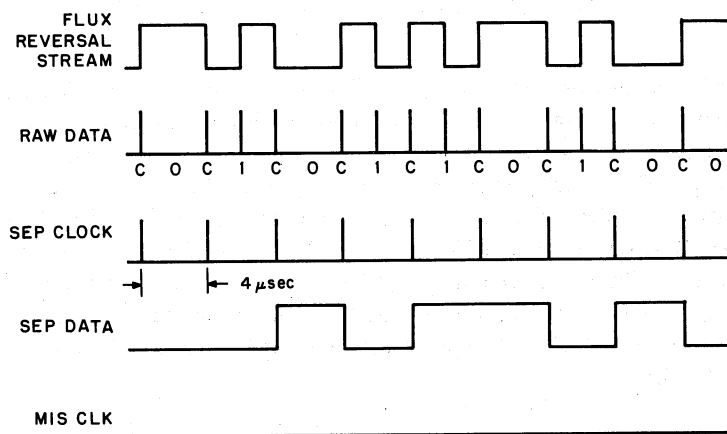 FLUX
REVERSAL
STREAM
RAW DATA
C O C 1 C O C 1 C 1 C O C 1 C O C O
SEP CLOCK
4 μsec
SEP DATA
MIS CLK